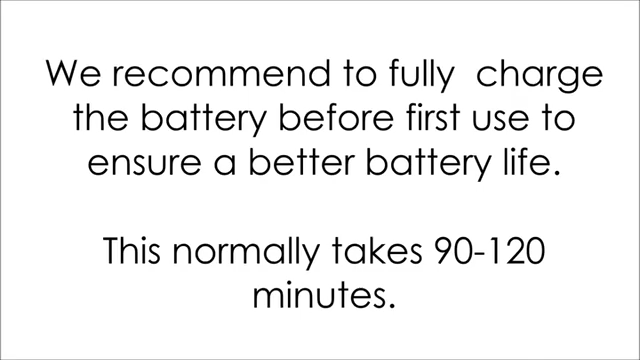 We recommend to fully  charge
the battery before first use to
ensure a better battery life.
This normally takes 90-120
minutes.